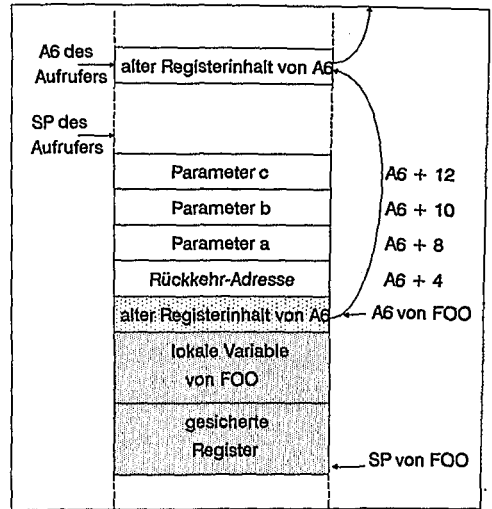 A6 des
Aufrufers
alter Registerinhalt von A6
SP des
Aufrufers
Parameter c
A6 + 12
Parameter b
A6 + 10
Parameter a
A6 + 8
Rückkehr-Adresse
A6 + 4
alter Registerinhalt von A6
A6 von FOO
lokale Variable
von FOO
gesicherte
Register
SP von FOO